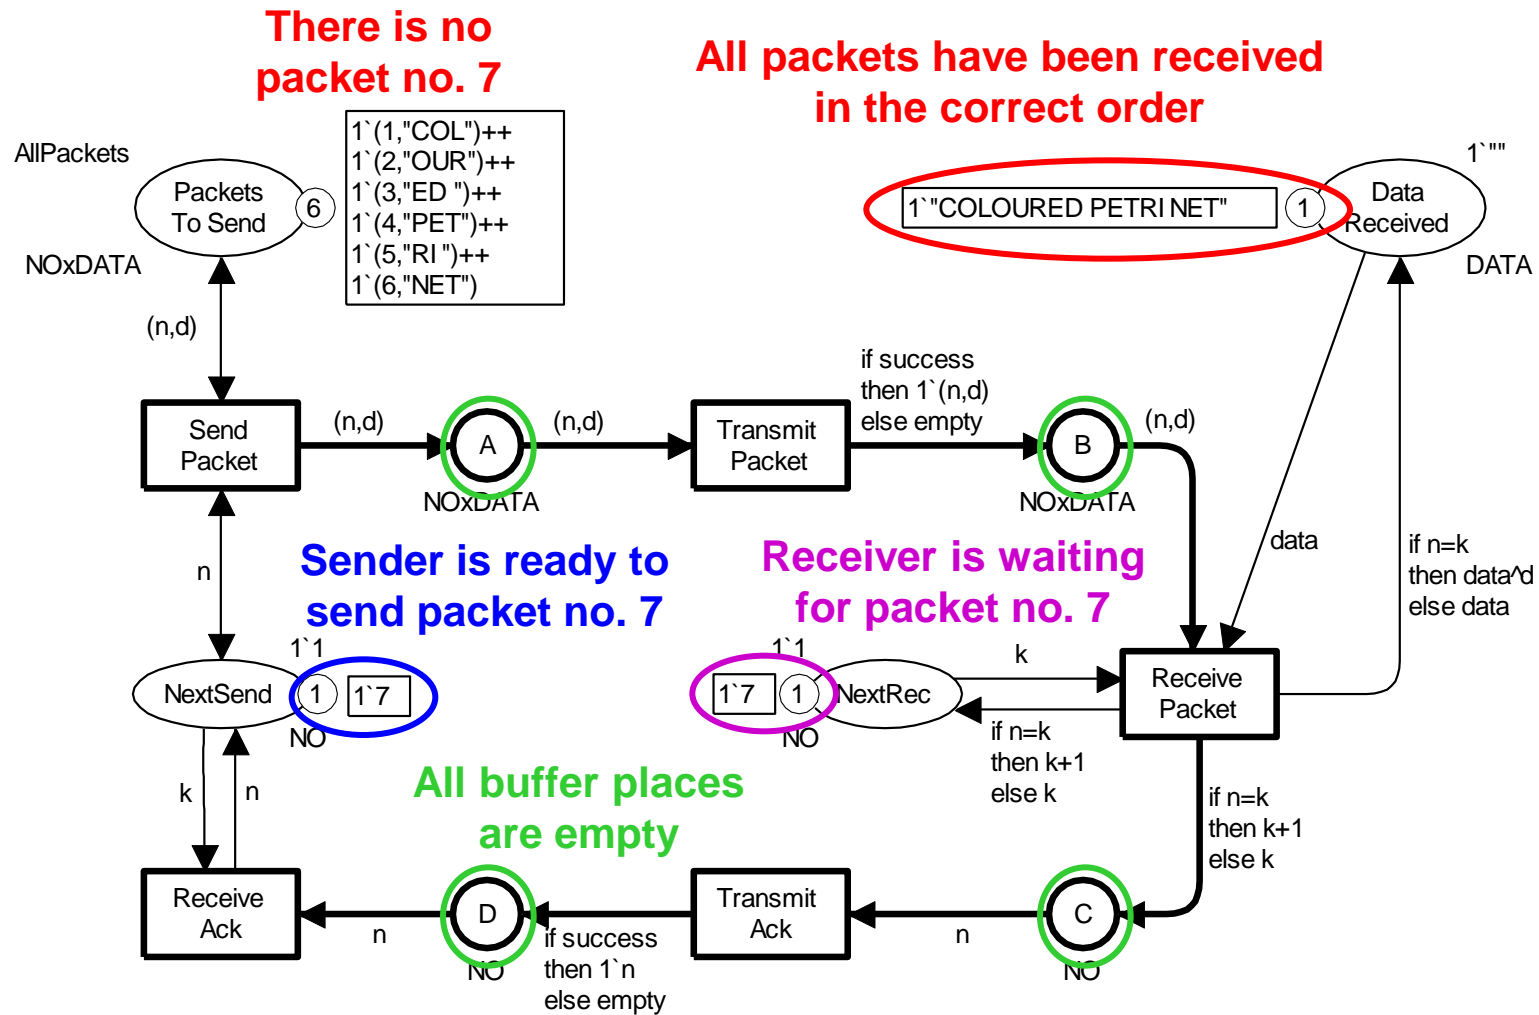 There is no
packet no. 7
All packets have been received
in the correct order
AllPackets
Packets
To Send
6
NOxDATA
1`(1,"COL")++
1`(2,"OUR")++
1`(3,"ED ")++
1`(4,"PET")++
1`(5,"RI ")++
1`(6,"NET")
1`"COLOURED PETRI NET"
1
1`""
Data
Received
DATA
(n,d)
Send
Packet
(n,d)
A
NOxDATA
(n,d)
Transmit
Packet
if success
then 1`(n,d)
else empty
B
NOxDATA
(n,d)
data
if n=k
then data^d
else data
n
Sender is ready to
send packet no. 7
Receiver is waiting
for packet no. 7
1`1
NextSend
1
1`7
NO
1`1
1`7
1
NextRec
NO
k
if n=k
then k+1
else k
Receive
Packet
k
n
All buffer places
are empty
if n=k
then k+1
else k
Receive
Ack
n
D
NO
if success
then 1`n
else empty
Transmit
Ack
n
C
NO